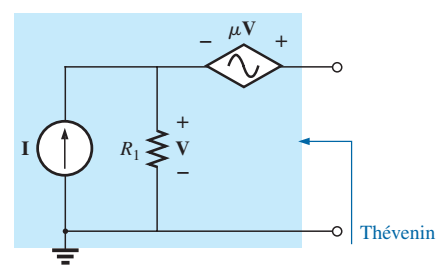 μV
− +
I R₁ + V −
Thévenin